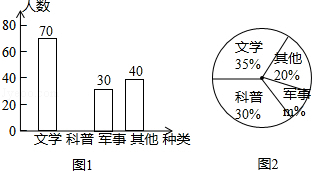 人数
80
60
40
20
0
70
30
40
文学 科普 军事 其他 种类
图1
文学
35%
其他
20%
军事
m%
科普
30%
图2